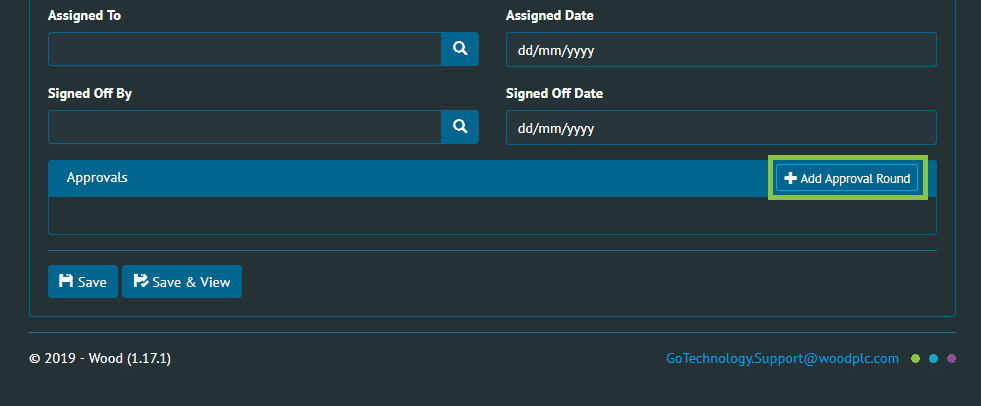 Assigned To
Assigned Date
dd/mm/yyyy
Signed Off By
Signed Off Date
dd/mm/yyyy
Approvals
Add Approval Round
Save
Save & View
© 2019 - Wood (1.17.1)
GoTechnology.Support@woodplc.com